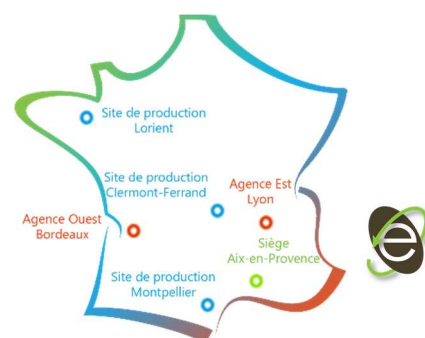 Site de production
Lorient
Site de production
Clermont-Ferrand
Agence Est
Lyon
Agence Ouest
Bordeaux
Siège
Aix-en-Provence
Site de production
Montpellier
e